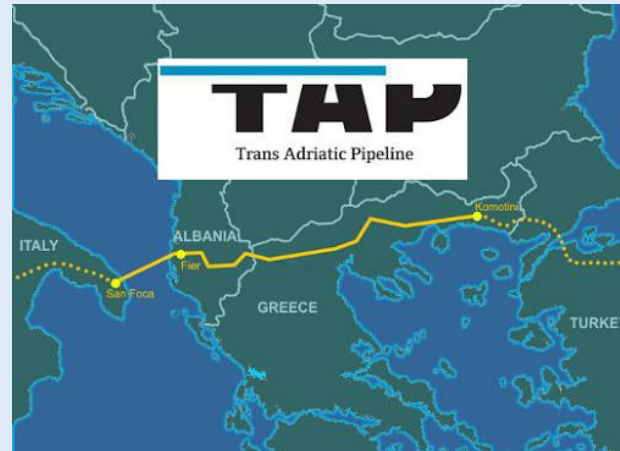 TAP
Trans Adriatic Pipeline
Komotini
ITALY
ALBANIA
Fier
San Foca
GREECE
TURKEY